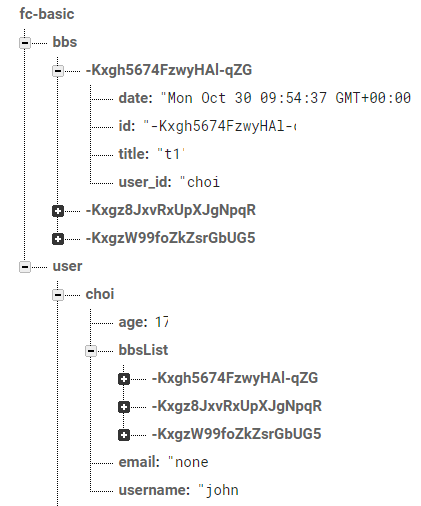 fc-basic
bbs
-Kxgh5674FzwyHAl-qZG
date: "Mon Oct 30 09:54:37 GMT+00:00
id: "-Kxgh5674FzwyHAl-
title: "t1'
user_id: "choi
-Kxgz8JxvRxUpXJgNpqR
-KxgzW99foZkZsrGbUG5
user
choi
age: 17
bbsList
-Kxgh5674FzwyHAl-qZG
-Kxgz8JxvRxUpXJgNpqR
-KxgzW99foZkZsrGbUG5
email: "none
username: "john